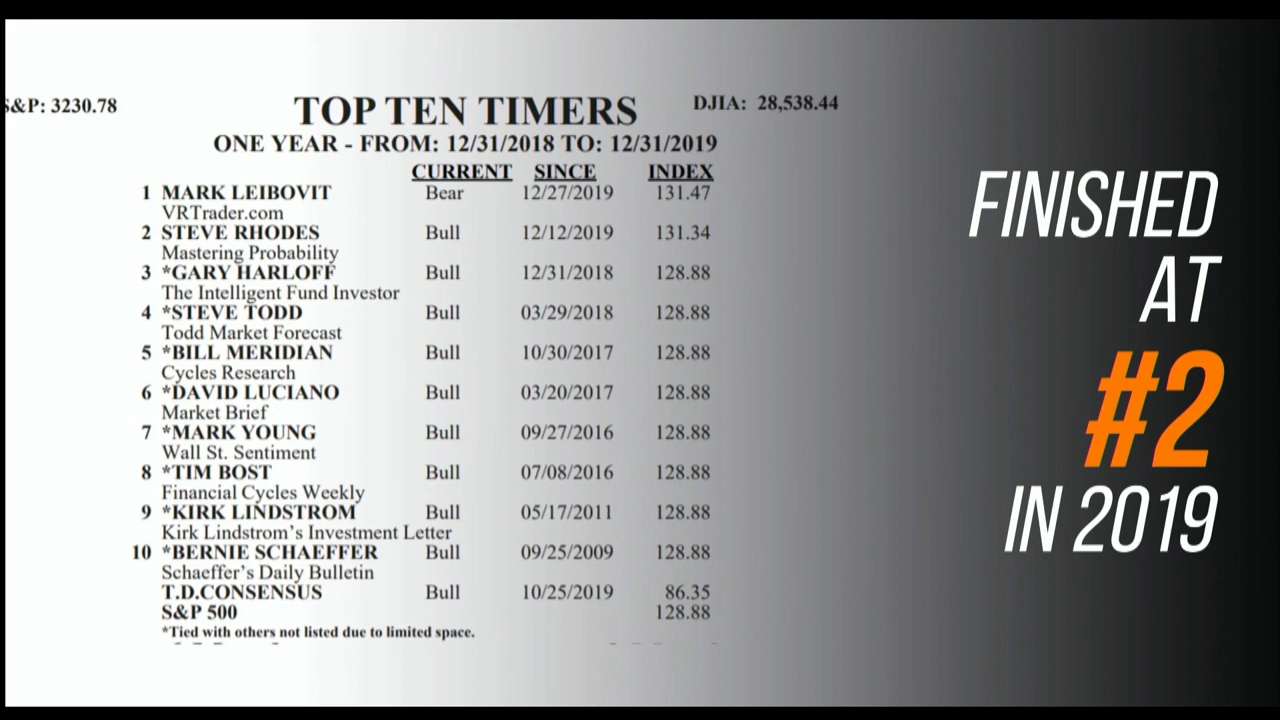 S&P: 3230.78
TOP TEN TIMERS
DJIA: 28,538.44
ONE YEAR - FROM: 12/31/2018 TO: 12/31/2019
CURRENT SINCE INDEX
1 MARK LEIBOVIT Bear 12/27/2019 131.47
VRTrader.com
2 STEVE RHODES Bull 12/12/2019 131.34
Mastering Probability
3 *GARY HARLOFF Bull 12/31/2018 128.88
The Intelligent Fund Investor
4 *STEVE TODD Bull 03/29/2018 128.88
Todd Market Forecast
5 *BILL MERIDIAN Bull 10/30/2017 128.88
Cycles Research
6 *DAVID LUCIANO Bull 03/20/2017 128.88
Market Brief
7 *MARK YOUNG Bull 09/27/2016 128.88
Wall St. Sentiment
8 *TIM BOST Bull 07/08/2016 128.88
Financial Cycles Weekly
9 *KIRK LINDSTROM Bull 05/17/2011 128.88
Kirk Lindstrom's Investment Letter
10 *BERNIE SCHAEFFER Bull 09/25/2009 128.88
Schaeffer's Daily Bulletin
T.D.CONSENSUS Bull 10/25/2019 86.35
S&P 500 128.88
*Tied with others not listed due to limited space.
FINISHED
AT
#2
IN 2019